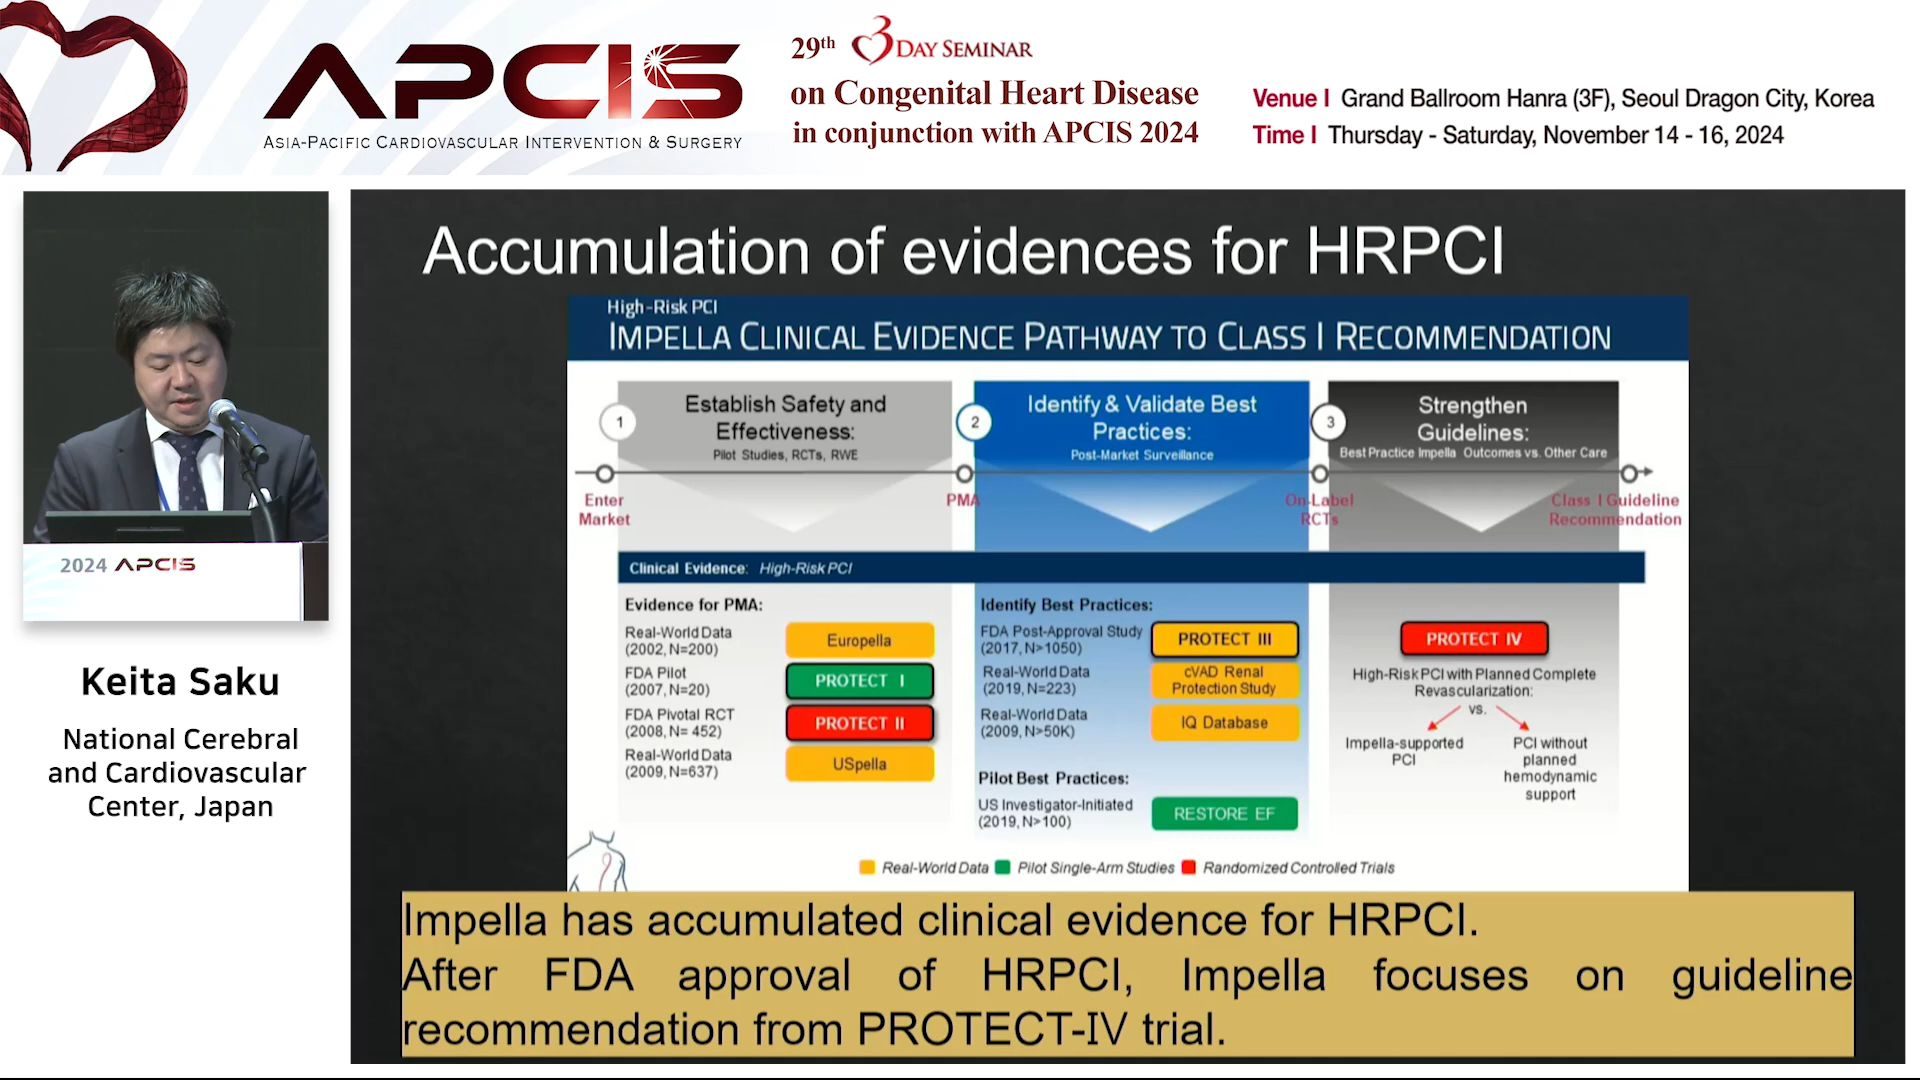 APCIS
ASIA-PACIFIC CARDIOVASCULAR INTERVENTION & SURGERY
29th 3 DAY SEMINAR
on Congenital Heart Disease
in conjunction with APCIS 2024
Venue I Grand Ballroom Hanra (3F), Seoul Dragon City, Korea
Time I Thursday - Saturday, November 14 - 16, 2024
2024 APCIS
Keita Saku
National Cerebral
and Cardiovascular
Center, Japan
Accumulation of evidences for HRPCI
High-Risk PCI
IMPELLA CLINICAL EVIDENCE PATHWAY TO CLASS I RECOMMENDATION
1
Establish Safety and
Effectiveness:
Pilot Studies, RCTs, RWE
2
Identify & Validate Best
Practices:
Post-Market Surveillance
3
Strengthen
Guidelines:
Best Practice Impella Outcomes vs. Other Care
Enter
Market
PMA
On-Label
RCTs
Class I Guideline
Recommendation
Clinical Evidence: High-Risk PCI
Evidence for PMA:
Real-World Data
(2002, N=200)
Europella
FDA Pilot
(2007, N=20)
PROTECT I
FDA Pivotal RCT
(2008, N= 452)
PROTECT II
Real-World Data
(2009, N=637)
USpella
Identify Best Practices:
FDA Post-Approval Study
(2017, N>1050)
PROTECT III
Real-World Data
(2019, N=223)
cVAD Renal
Protection Study
Real-World Data
(2009, N>50K)
IQ Database
Pilot Best Practices:
US Investigator-Initiated
(2019, N>100)
RESTORE EF
PROTECT IV
High-Risk PCI with Planned Complete
Revascularization:
vs.
Impella-supported
PCI
PCI without
planned
hemodynamic
support
Real-World Data Pilot Single-Arm Studies Randomized Controlled Trials
Impella has accumulated clinical evidence for HRPCI.
After FDA approval of HRPCI, Impella focuses on guideline
recommendation from PROTECT-IV trial.